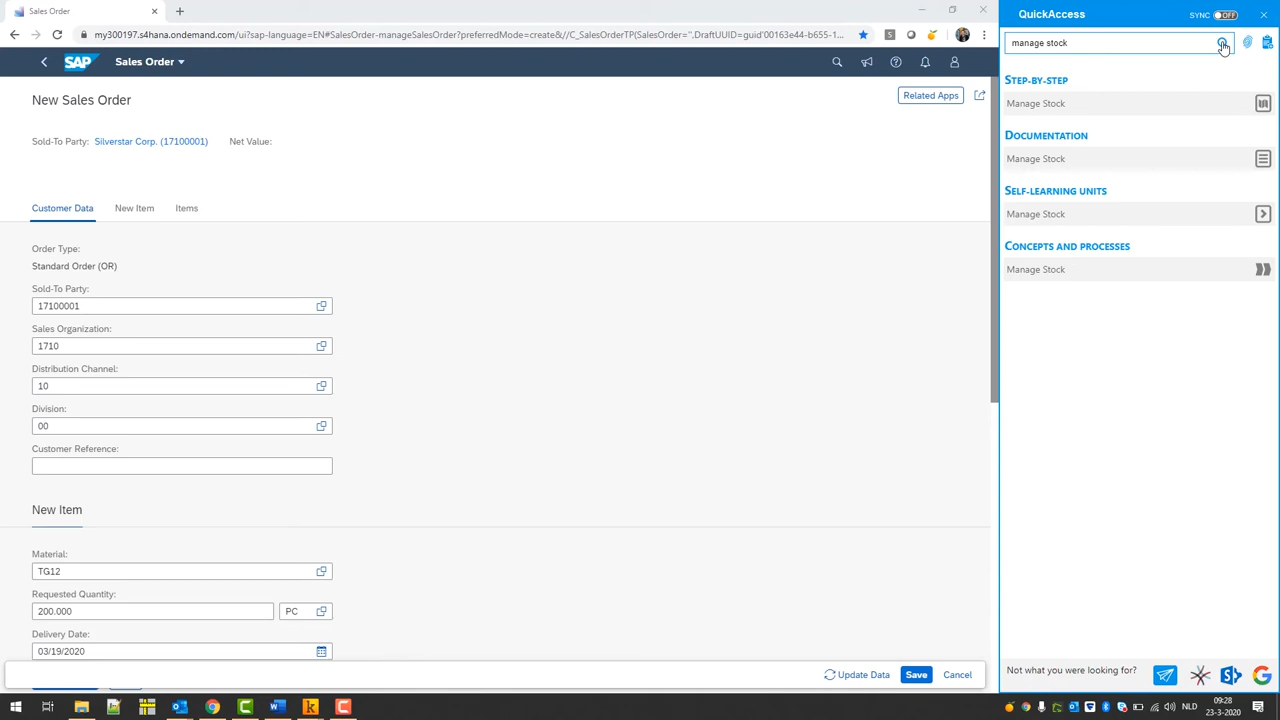 Sales Order
my300197.s4hana.ondemand.com/ui?sap-language=EN#SalesOrder-manageSalesOrder?preferredMode=create&//C_SalesOrderTP(SalesOrder='',DraftUUID=guid'00163e44-b655-1...
SAP Sales Order
New Sales Order
Related Apps
Sold-To Party: Silverstar Corp. (17100001) Net Value:
Customer Data New Item Items
Order Type:
Standard Order (OR)
Sold-To Party:
17100001
Sales Organization:
1710
Distribution Channel:
10
Division:
00
Customer Reference:
New Item
Material:
TG12
Requested Quantity:
200.000 PC
Delivery Date:
03/19/2020
Update Data Save Cancel
QuickAccess SYNC OFF
manage stock
STEP-BY-STEP
Manage Stock
DOCUMENTATION
Manage Stock
SELF-LEARNING UNITS
Manage Stock
CONCEPTS AND PROCESSES
Manage Stock
Not what you were looking for?
NLD
09:28
23-3-2020